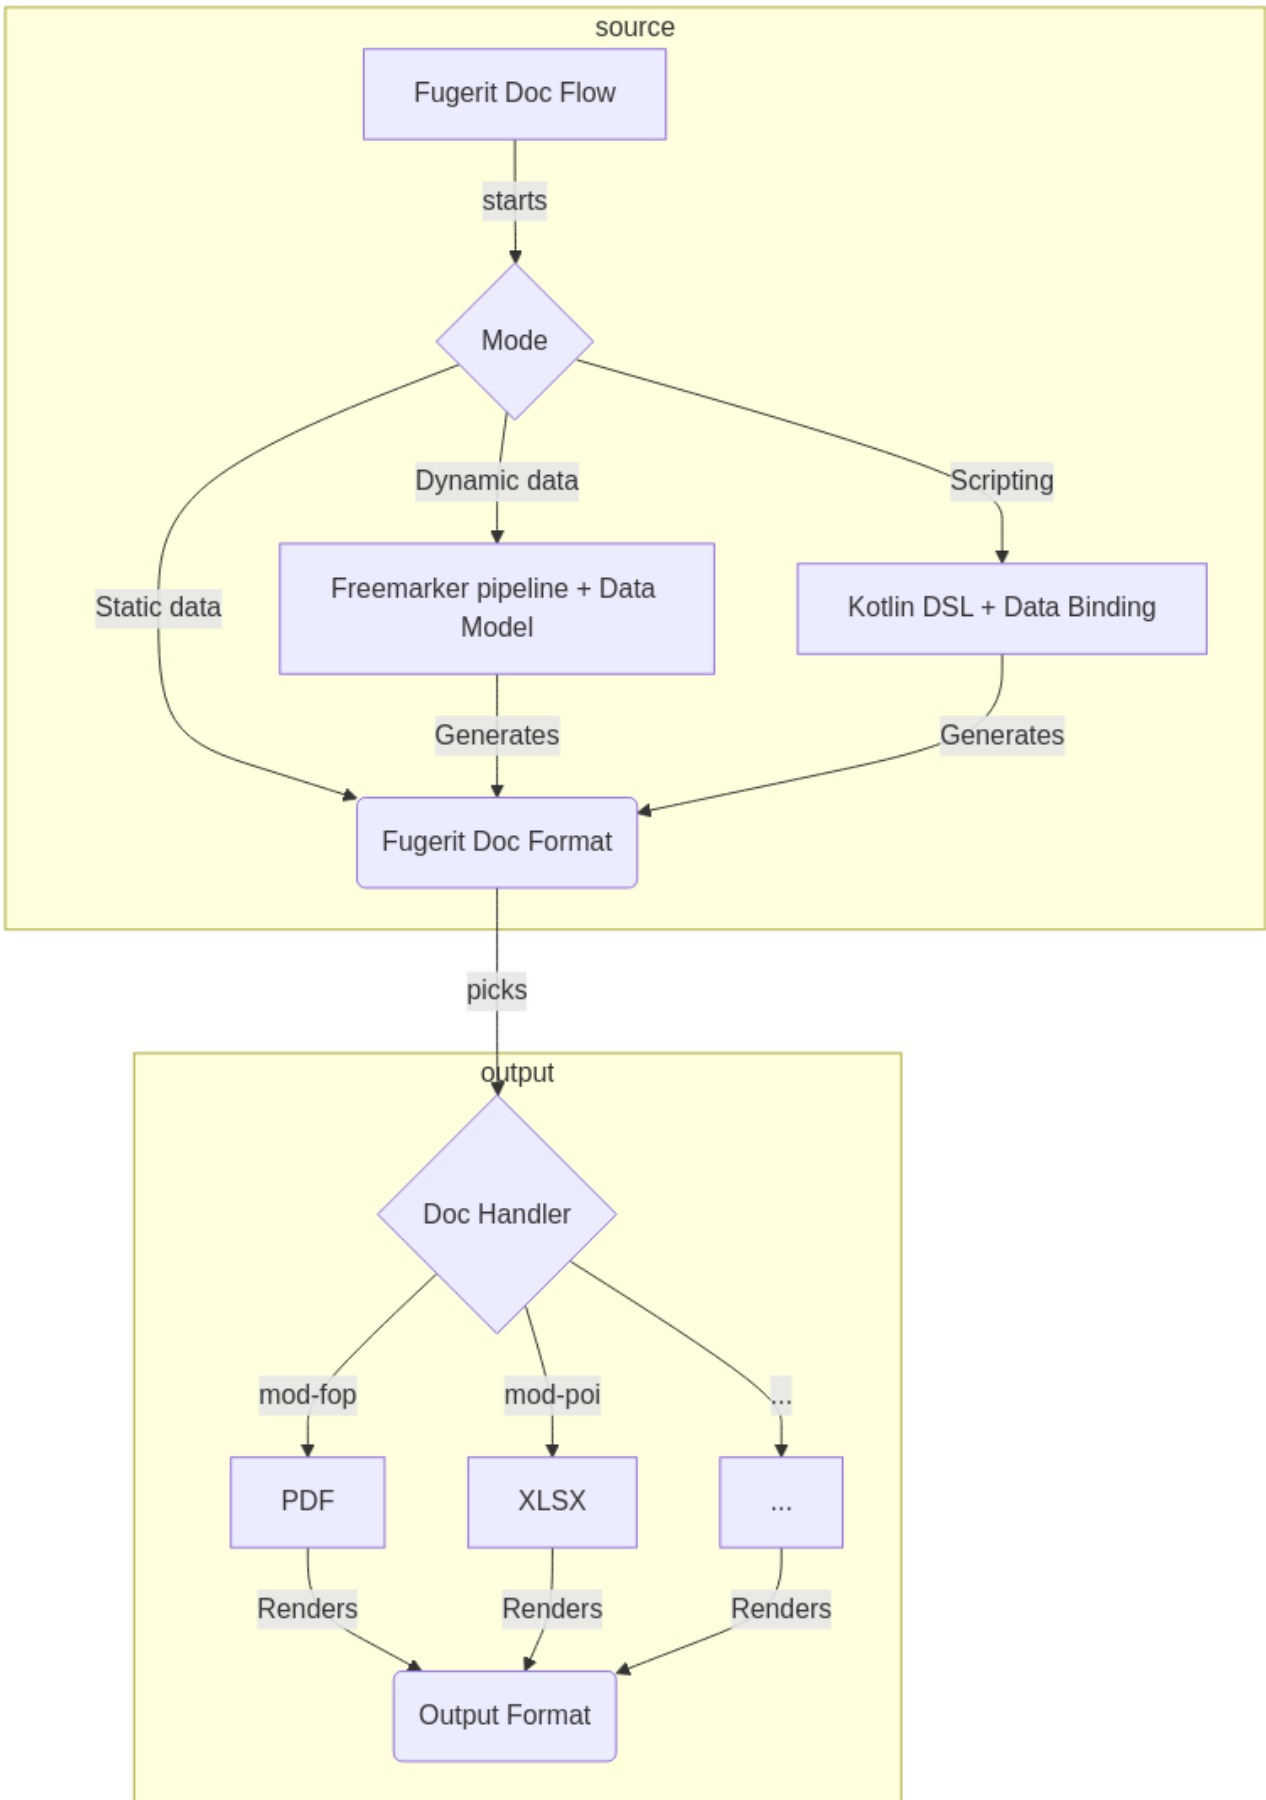 source
Fugerit Doc Flow
starts
Mode
Dynamic data
Scripting
Static data
Freemarker pipeline + Data
Model
Kotlin DSL + Data Binding
Generates
Generates
Fugerit Doc Format
picks
output
Doc Handler
mod-fop
mod-poi
...
PDF
XLSX
...
Renders
Renders
Renders
Output Format